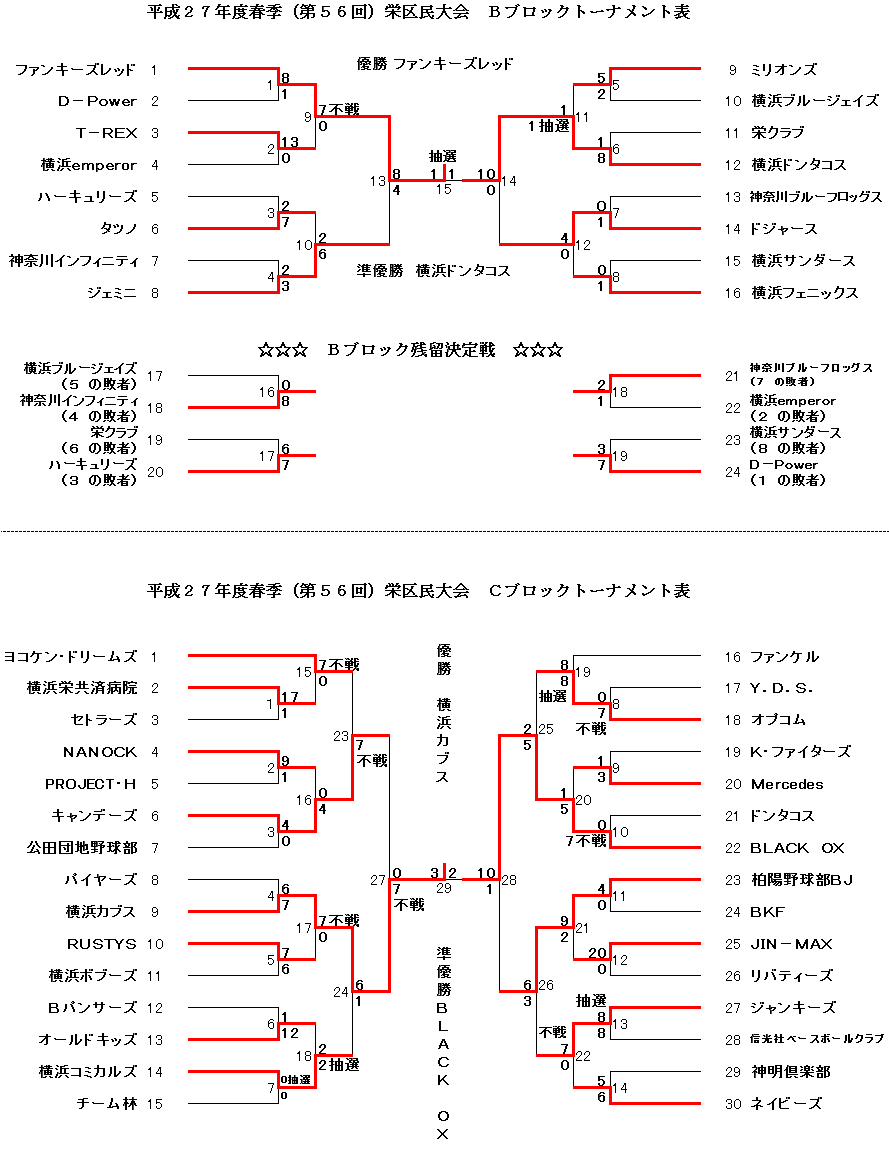 平成２７年度春季（第５６回）栄区民大会　Ｂブロックトーナメント表
優勝 ファンキーズレッド
ファンキーズレッド 1
Ｄ－Ｐｏｗｅｒ 2
Ｔ－ＲＥＸ 3
横浜ｅｍｐｅｒｏｒ 4
ハーキュリーズ 5
タツノ 6
神奈川インフィニティ 7
ジェミニ 8
1 8 1
2 13 0
3 2 7
4 2 3
9 7 不戦 0
10 2 6
13 8 4
抽選
1 1
15
10 0 14
1 11
1 抽選
4 0 12
5 2 5
1 8 6
0 1 7
0 1 8
9 ミリオンズ
10 横浜ブルージェイズ
11 栄クラブ
12 横浜ドンタコス
13 神奈川ブルーフロッグス
14 ドジャース
15 横浜サンダース
16 横浜フェニックス
準優勝 横浜ドンタコス
☆☆☆　Ｂブロック残留決定戦　☆☆☆
横浜ブルージェイズ 17
（５ の敗者）
神奈川インフィニティ 18
（４ の敗者）
栄クラブ 19
（６ の敗者）
ハーキュリーズ 20
（３ の敗者）
16 0 8
17 6 7
2 1 18
3 7 19
21 神奈川ブルーフロッグス
（７ の敗者）
22 横浜ｅｍｐｅｒｏｒ
（２ の敗者）
23 横浜サンダース
（８ の敗者）
24 Ｄ－Ｐｏｗｅｒ
（１ の敗者）
平成２７年度春季（第５６回）栄区民大会　Ｃブロックトーナメント表
ヨコケン・ドリームズ 1
横浜栄共済病院 2
セトラーズ 3
ＮＡＮＯＣＫ 4
ＰＲＯＪＥＣＴ・Ｈ 5
キャンデーズ 6
公田団地野球部 7
バイヤーズ 8
横浜カブス 9
ＲＵＳＴＹＳ 10
横浜ボブーズ 11
Ｂパンサーズ 12
オールドキッズ 13
横浜コミカルズ 14
チーム林 15
1 17 1
2 9 1
3 4 0
4 6 7
5 7 6
6 1 12
7 0抽選 0
15 7 不戦 0
16 0 4
17 7 不戦 0
18 2 2 抽選
23 7 不戦
24 6 1
27 0 7 不戦
優勝　横浜カブス
3 2
29
準優勝ＢＬＡＣＫ　ＯＸ
10 1 28
2 5 25
6 3 26
8 8 19
抽選
1 5 20
9 2 21
不戦 7 0 22
0 7 8
不戦
1 3 9
0 10
7 不戦
4 0 11
20 0 12
抽選
8 8 13
5 6 14
16 ファンケル
17 Ｙ．Ｄ．Ｓ．
18 オプコム
19 Ｋ・ファイターズ
20 Ｍｅｒｃｅｄｅｓ
21 ドンタコス
22 ＢＬＡＣＫ　ＯＸ
23 柏陽野球部ＢＪ
24 ＢＫＦ
25 ＪＩＮ－ＭＡＸ
26 リバティーズ
27 ジャンキーズ
28 信光社ベースボールクラブ
29 神明倶楽部
30 ネイビーズ